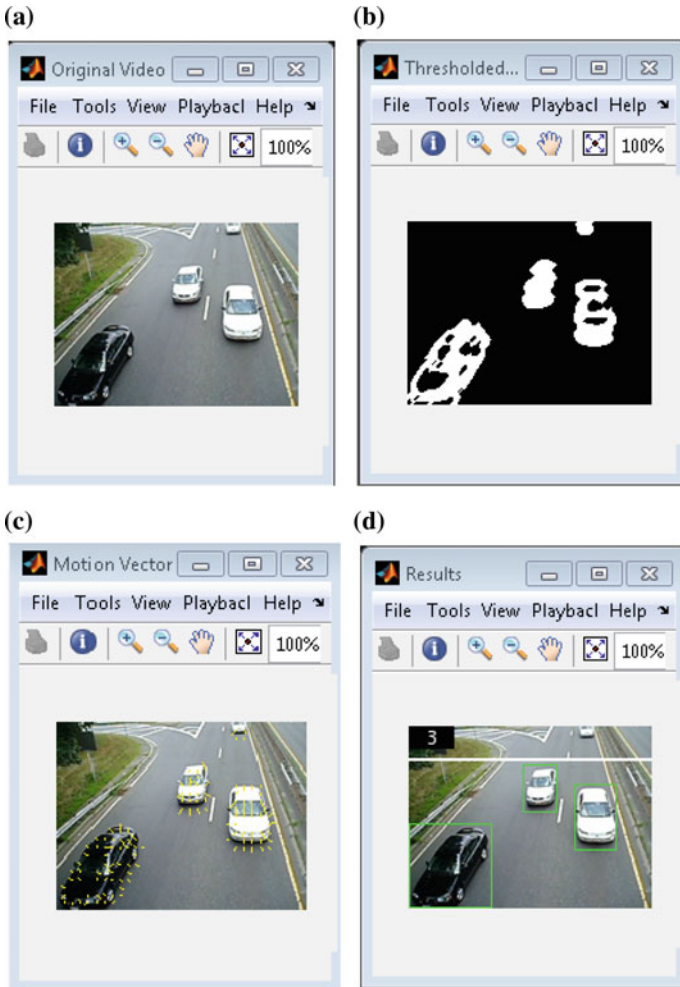 (a)
(b)
Original Video
File Tools View Playbacl Help
100%
Thresholded...
File Tools View Playbacl Help
100%
(c)
(d)
Motion Vector
File Tools View Playbacl Help
100%
Results
File Tools View Playbacl Help
100%
3